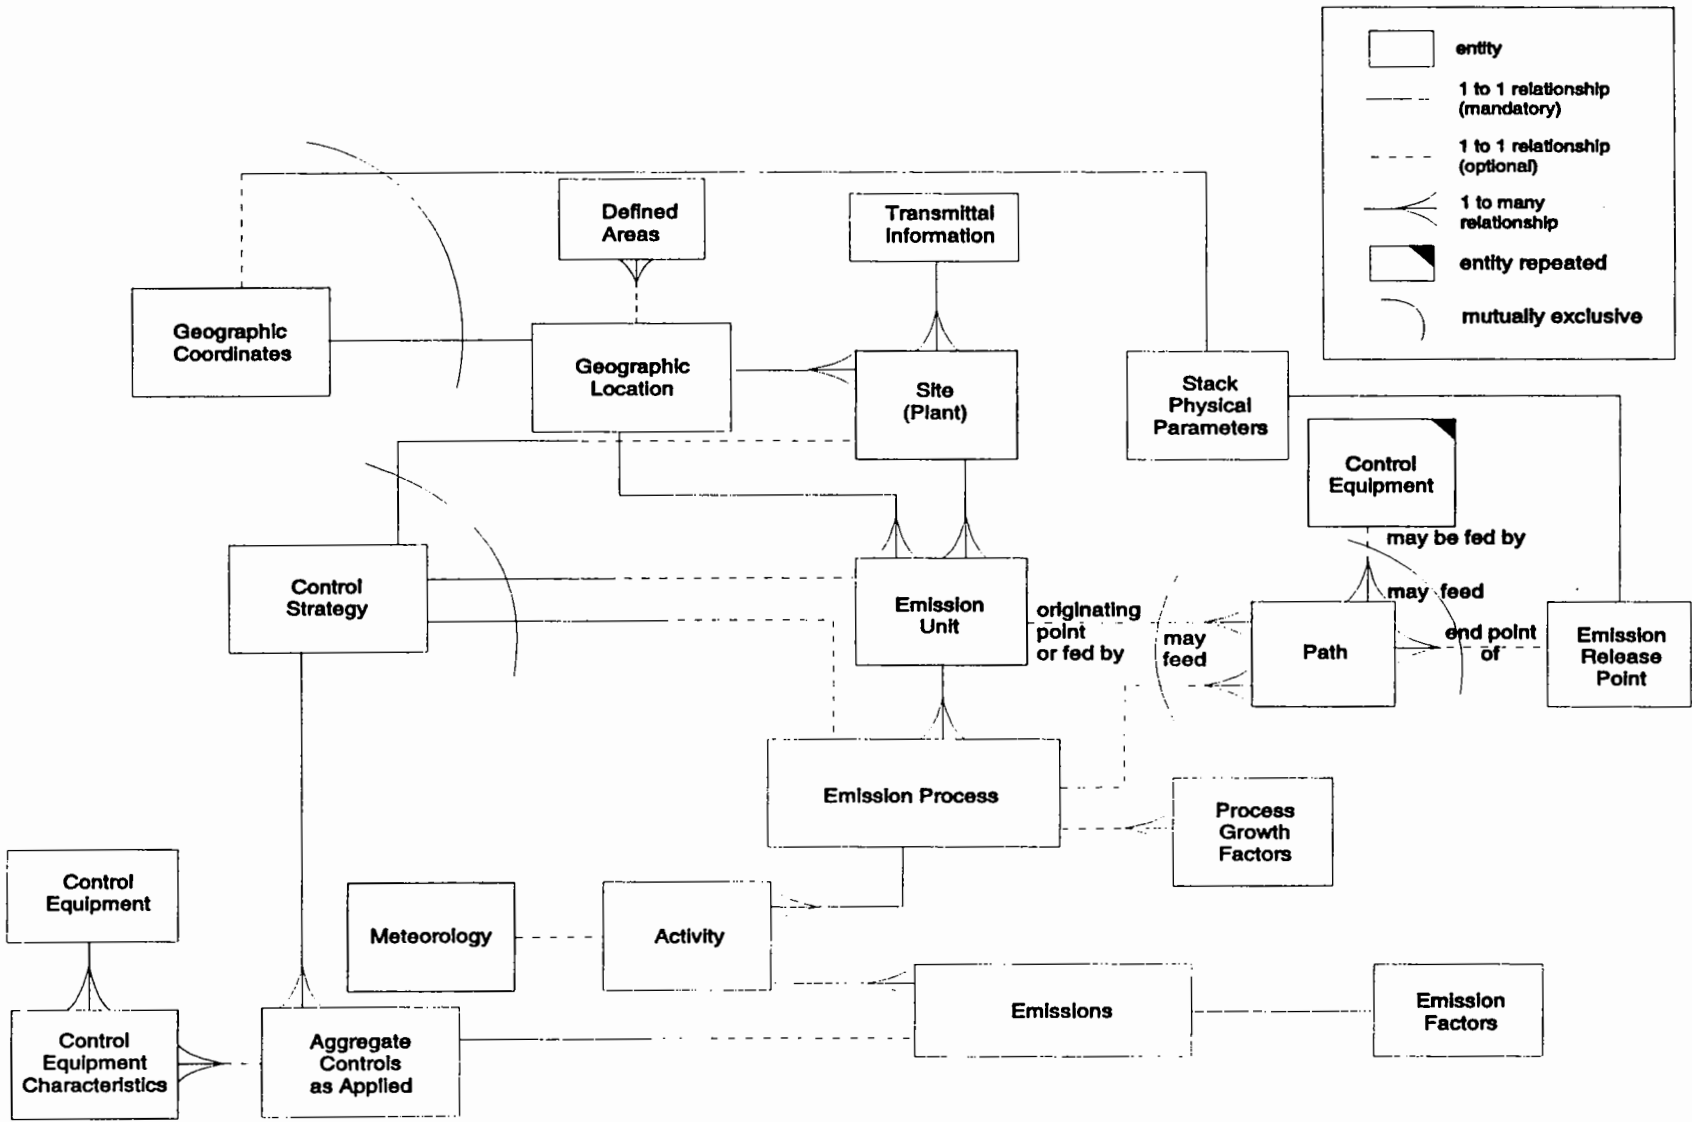 entity
1 to 1 relationship
(mandatory)
1 to 1 relationship
(optional)
1 to many
relationship
entity repeated
mutually exclusive
Defined
Areas
Transmittal
Information
Geographic
Coordinates
Geographic
Location
Site
(Plant)
Stack
Physical
Parameters
Control
Equipment
may be fed by
may feed
Control
Strategy
Emission
Unit
originating
point
or fed by
may
feed
Path
end point
of
Emission
Release
Point
Emission Process
Process
Growth
Factors
Control
Equipment
Meteorology
Activity
Control
Equipment
Characteristics
Aggregate
Controls
as Applied
Emissions
Emission
Factors